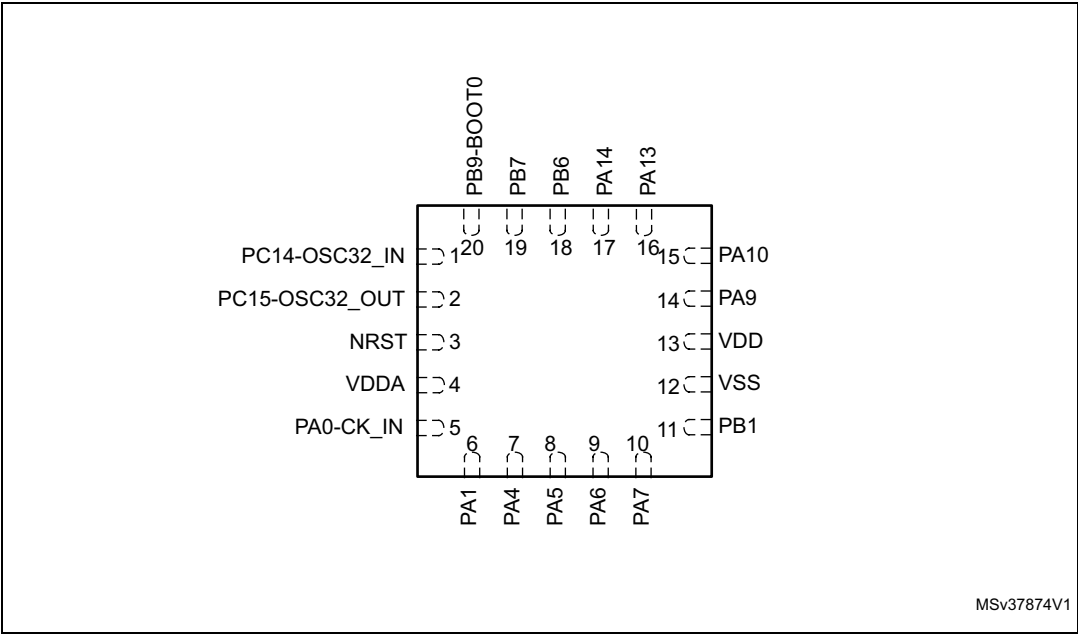 PB9-BOOT0 PB7 PB6 PA14 PA13
20 19 18 17 16
PC14-OSC32_IN 1 15 PA10
PC15-OSC32_OUT 2 14 PA9
NRST 3 13 VDD
VDDA 4 12 VSS
PA0-CK_IN 5 11 PB1
6 7 8 9 10
PA1 PA4 PA5 PA6 PA7
MSv37874V1